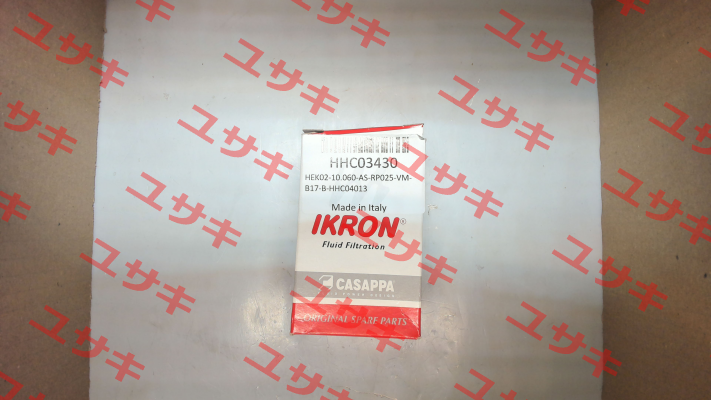 HHC03430
HEK02-10.060-AS-RP025-VM-
B17-B-HHC04013
Made in Italy
IKRON®
Fluid Filtration
CASAPPA
ORIGINAL SPARE PARTS
ユサキ